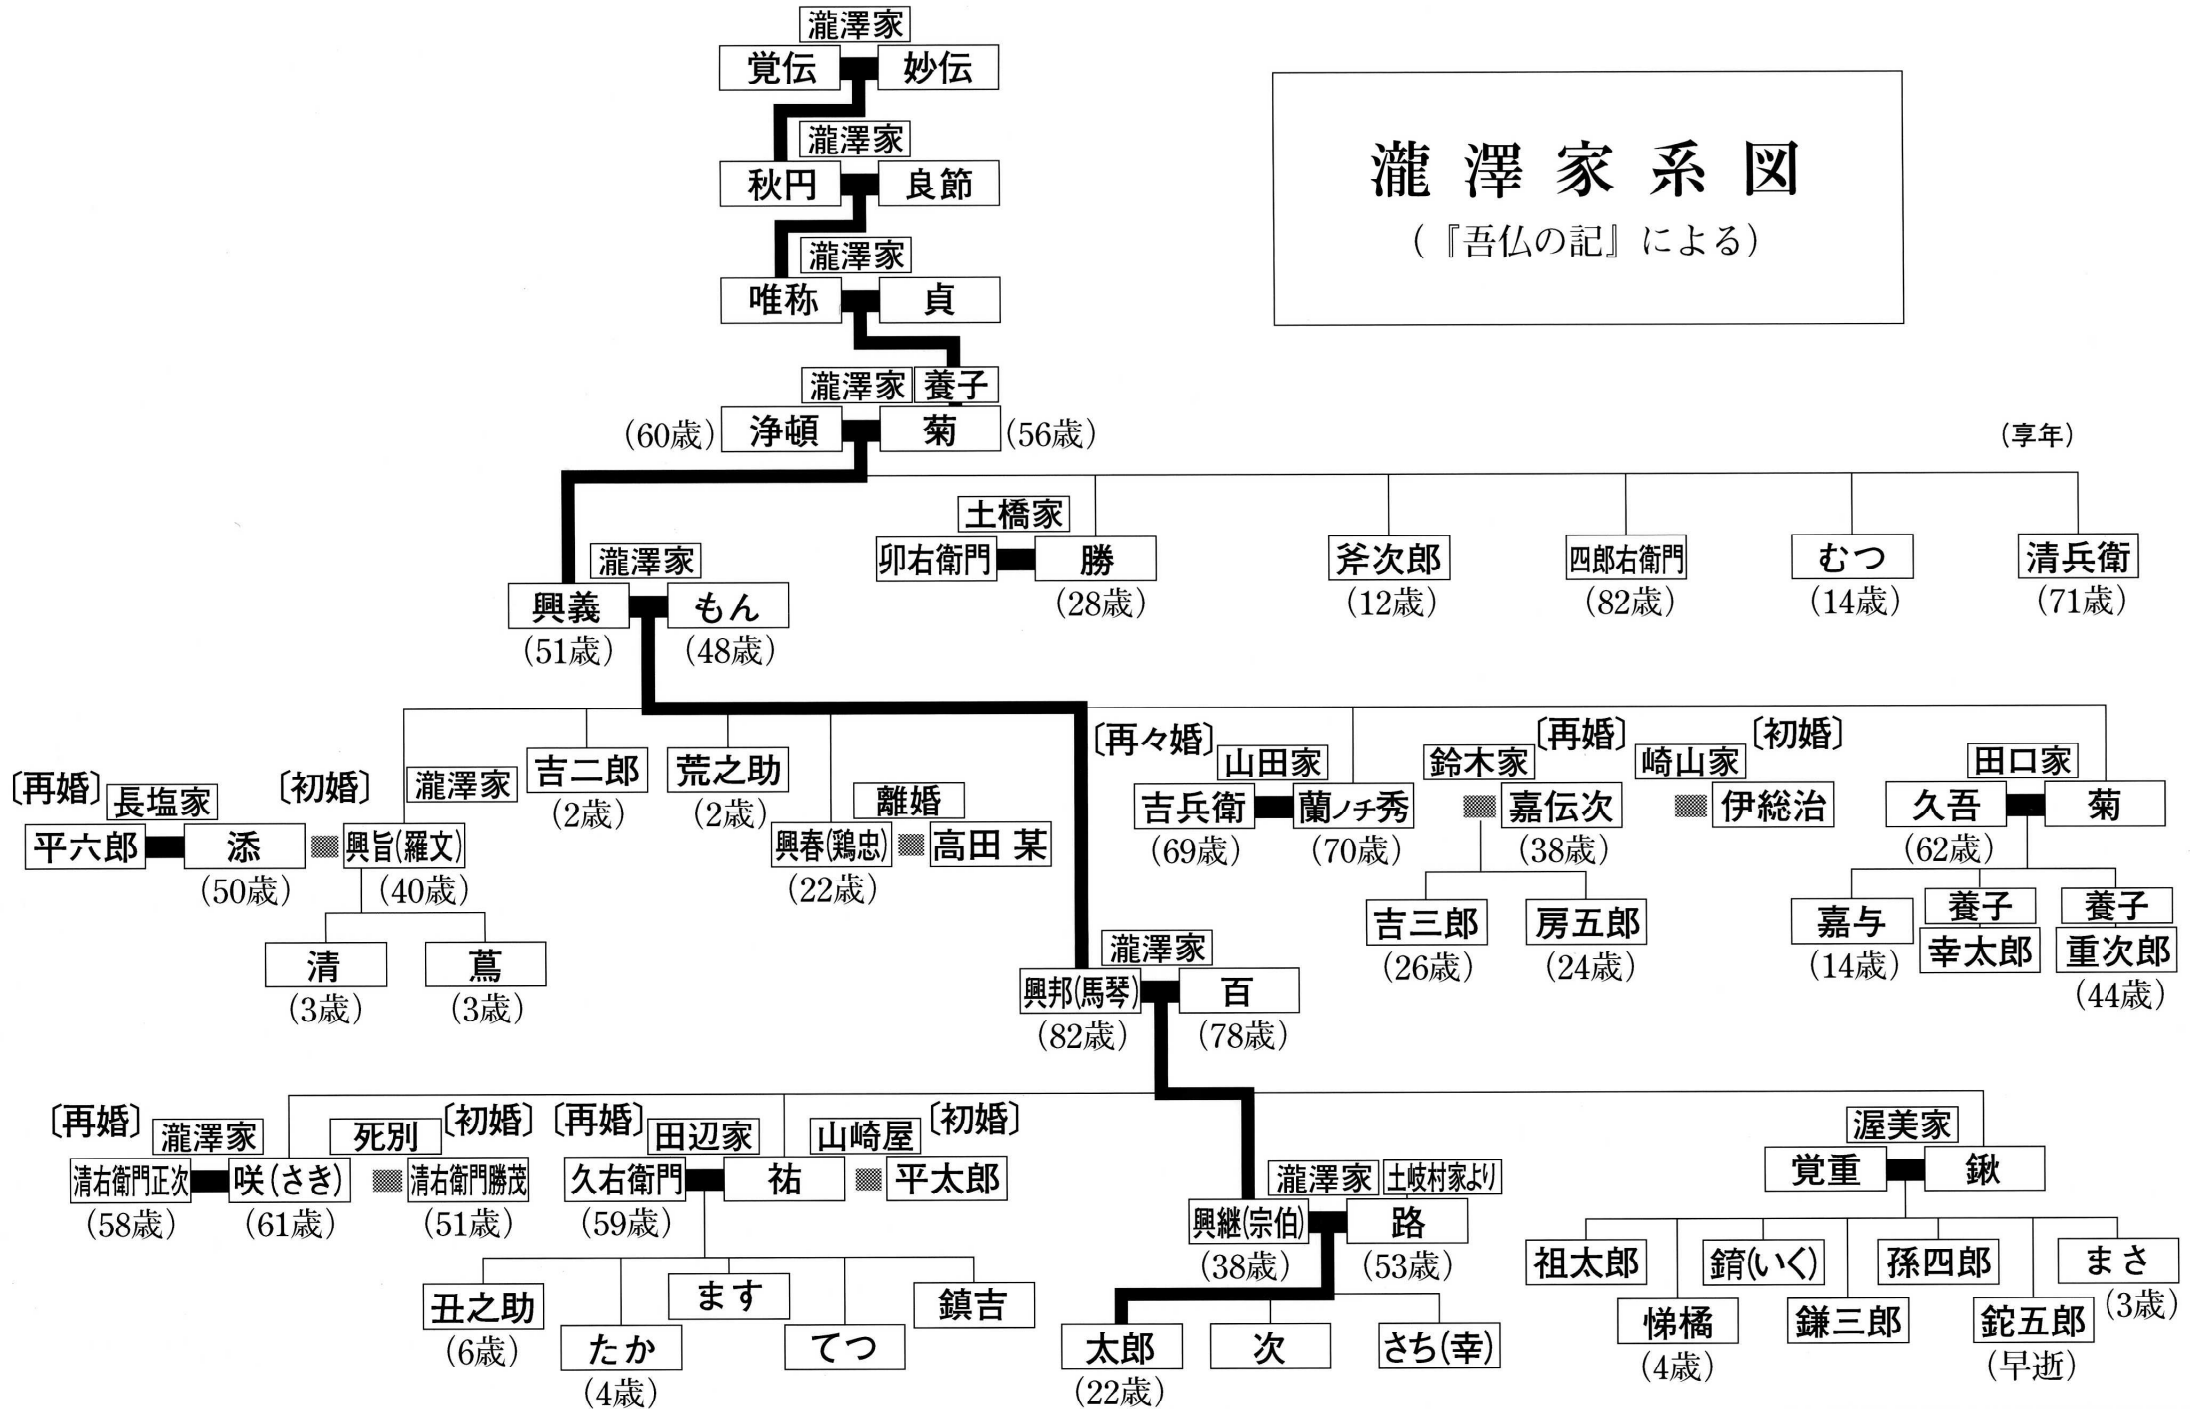 瀧澤家系図
(『吾仏の記』による)
瀧澤家
覚伝 妙伝
瀧澤家
秋円 良節
瀧澤家
唯称 貞
瀧澤家 養子
(60歳) 浄頓 菊 (56歳)
(享年)
土橋家
卯右衛門 勝 斧次郎 四郎右衛門 むつ 清兵衛
(28歳) (12歳) (82歳) (14歳) (71歳)
瀧澤家
興義 もん
(51歳) (48歳)
〔再婚〕 長塩家 〔初婚〕 瀧澤家
平六郎 添 興旨(羅文)
(50歳) (40歳)
清 蔦
(3歳) (3歳)
吉二郎 荒之助
(2歳) (2歳)
離婚
興春(鶏忠) 高田 某
(22歳)
〔再々婚〕 山田家 鈴木家 〔再婚〕 崎山家 〔初婚〕
吉兵衛 蘭ノチ秀 嘉伝次 伊総治
(69歳) (70歳) (38歳)
吉三郎 房五郎
(26歳) (24歳)
田口家
久吾 菊
(62歳)
養子 養子
嘉与 幸太郎 重次郎
(14歳) (44歳)
瀧澤家
興邦(馬琴) 百
(82歳) (78歳)
〔再婚〕 瀧澤家 死別 〔初婚〕
清右衛門正次 咲(さき) 清右衛門勝茂
(58歳) (61歳) (51歳)
〔再婚〕 田辺家 山崎屋 〔初婚〕
久右衛門 祐 平太郎
(59歳)
丑之助 たか ます てつ 鎮吉
(6歳) (4歳)
瀧澤家 土岐村家より
興継(宗伯) 路
(38歳) (53歳)
太郎 次 さち(幸)
(22歳)
渥美家
覚重 鍬
祖太郎 (いく) 孫四郎 まさ
(3歳)
悌橘 鎌三郎 鉈五郎
(4歳) (早逝)